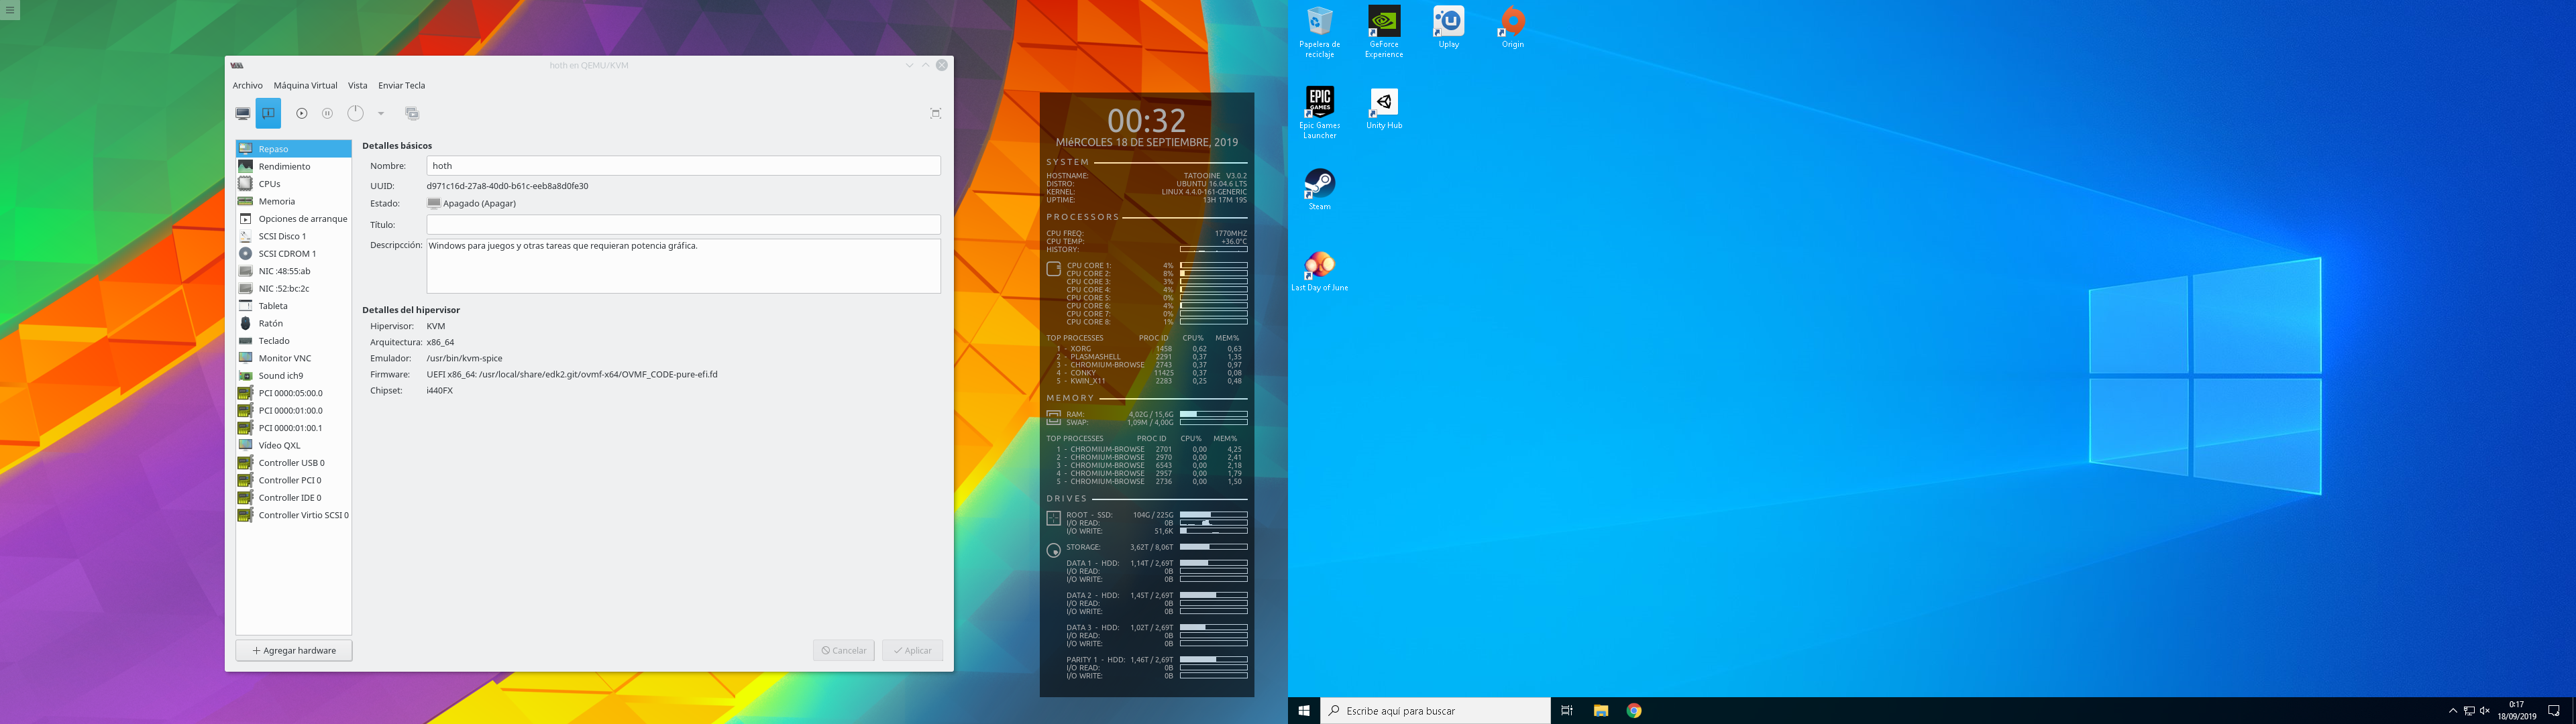 hoth en QEMU/KVM
Archivo Máquina Virtual Vista Enviar Tecla
Repaso
Rendimiento
CPUs
Memoria
Opciones de arranque
SCSI Disco 1
SCSI CDROM 1
NIC :48:55:ab
NIC :52:bc:2c
Tableta
Ratón
Teclado
Monitor VNC
Sound ich9
PCI 0000:05:00.0
PCI 0000:01:00.0
PCI 0000:01:00.1
Vídeo QXL
Controller USB 0
Controller PCI 0
Controller IDE 0
Controller Virtio SCSI 0
Agregar hardware
Detalles básicos
Nombre: hoth
UUID: d971c16d-27a8-40d0-b61c-eeb8a8d0fe30
Estado: Apagado (Apagar)
Título:
Descripcción: Windows para juegos y otras tareas que requieran potencia gráfica.
Detalles del hipervisor
Hipervisor: KVM
Arquitectura: x86_64
Emulador: /usr/bin/kvm-spice
Firmware: UEFI x86_64: /usr/local/share/edk2.git/ovmf-x64/OVMF_CODE-pure-efi.fd
Chipset: i440FX
Cancelar Aplicar
00:32
MIéRCOLES 18 DE SEPTIEMBRE, 2019
SYSTEM
HOSTNAME: TATOOINE V3.0.2
DISTRO: UBUNTU 16.04.6 LTS
KERNEL: LINUX 4.4.0-161-GENERIC
UPTIME: 13H 17M 19S
PROCESSORS
CPU FREQ: 1770MHZ
CPU TEMP: +36.0°C
HISTORY:
CPU CORE 1: 4%
CPU CORE 2: 8%
CPU CORE 3: 3%
CPU CORE 4: 4%
CPU CORE 5: 0%
CPU CORE 6: 4%
CPU CORE 7: 0%
CPU CORE 8: 1%
TOP PROCESSES PROC ID CPU% MEM%
1 - XORG 1458 0,62 0,63
2 - PLASMASHELL 2291 0,37 1,35
3 - CHROMIUM-BROWSE 2743 0,37 0,97
4 - CONKY 11425 0,37 0,08
5 - KWIN_X11 2283 0,25 0,48
MEMORY
RAM: 4,02G / 15,6G
SWAP: 1,09M / 4,00G
TOP PROCESSES PROC ID CPU% MEM%
1 - CHROMIUM-BROWSE 2701 0,00 4,25
2 - CHROMIUM-BROWSE 2970 0,00 2,41
3 - CHROMIUM-BROWSE 6543 0,00 2,18
4 - CHROMIUM-BROWSE 2957 0,00 1,79
5 - CHROMIUM-BROWSE 2736 0,00 1,50
DRIVES
ROOT - SSD: 104G / 225G
I/O READ: 0B
I/O WRITE: 51,6K
STORAGE: 3,62T / 8,06T
DATA 1 - HDD: 1,14T / 2,69T
I/O READ: 0B
I/O WRITE: 0B
DATA 2 - HDD: 1,45T / 2,69T
I/O READ: 0B
I/O WRITE: 0B
DATA 3 - HDD: 1,02T / 2,69T
I/O READ: 0B
I/O WRITE: 0B
PARITY 1 - HDD: 1,46T / 2,69T
I/O READ: 0B
I/O WRITE: 0B
Papelera de
reciclaje
GeForce
Experience
Uplay
Origin
EPIC
GAMES
Epic Games
Launcher
Unity Hub
Steam
Last Day of June
Escribe aquí para buscar
0:17
18/09/2019